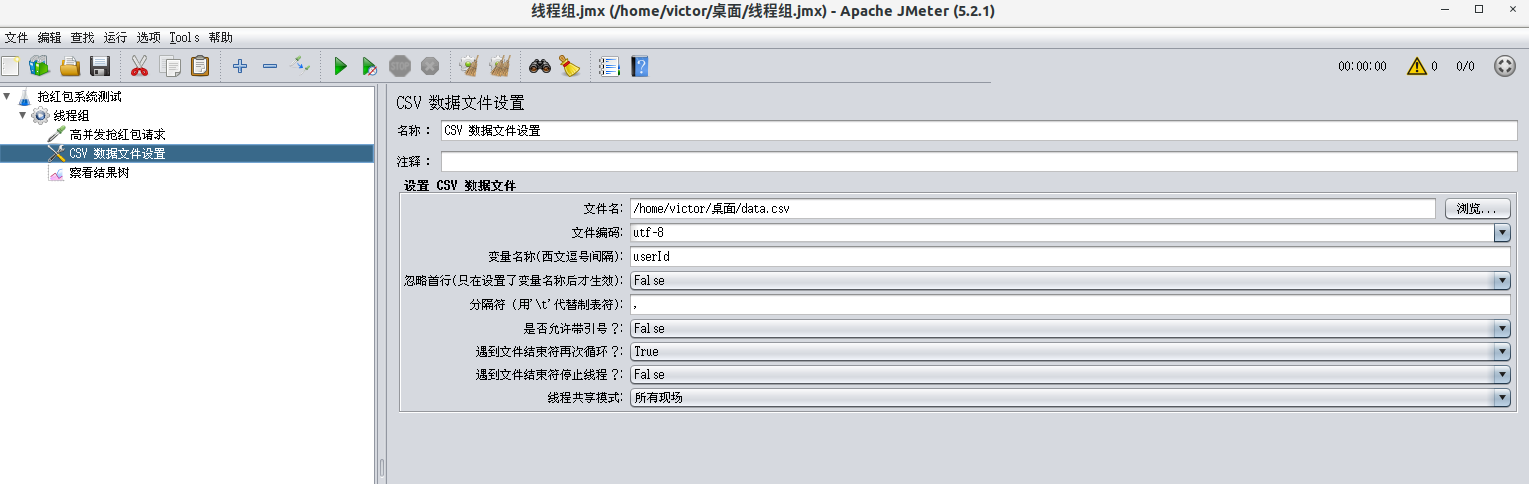 线程组.jmx (/home/victor/桌面/线程组.jmx) - Apache JMeter (5.2.1)
文件 编辑 查找 运行 选项 Tools 帮助
00:00:00 0 0/0
抢红包系统测试
线程组
高并发抢红包请求
CSV 数据文件设置
察看结果树
CSV 数据文件设置
名称： CSV 数据文件设置
注释：
设置 CSV 数据文件
文件名: /home/victor/桌面/data.csv 浏览...
文件编码: utf-8
变量名称(西文逗号间隔): userId
忽略首行(只在设置了变量名称后才生效): False
分隔符 (用'\t'代替制表符): ,
是否允许带引号？: False
遇到文件结束符再次循环？: True
遇到文件结束符停止线程？: False
线程共享模式: 所有现场